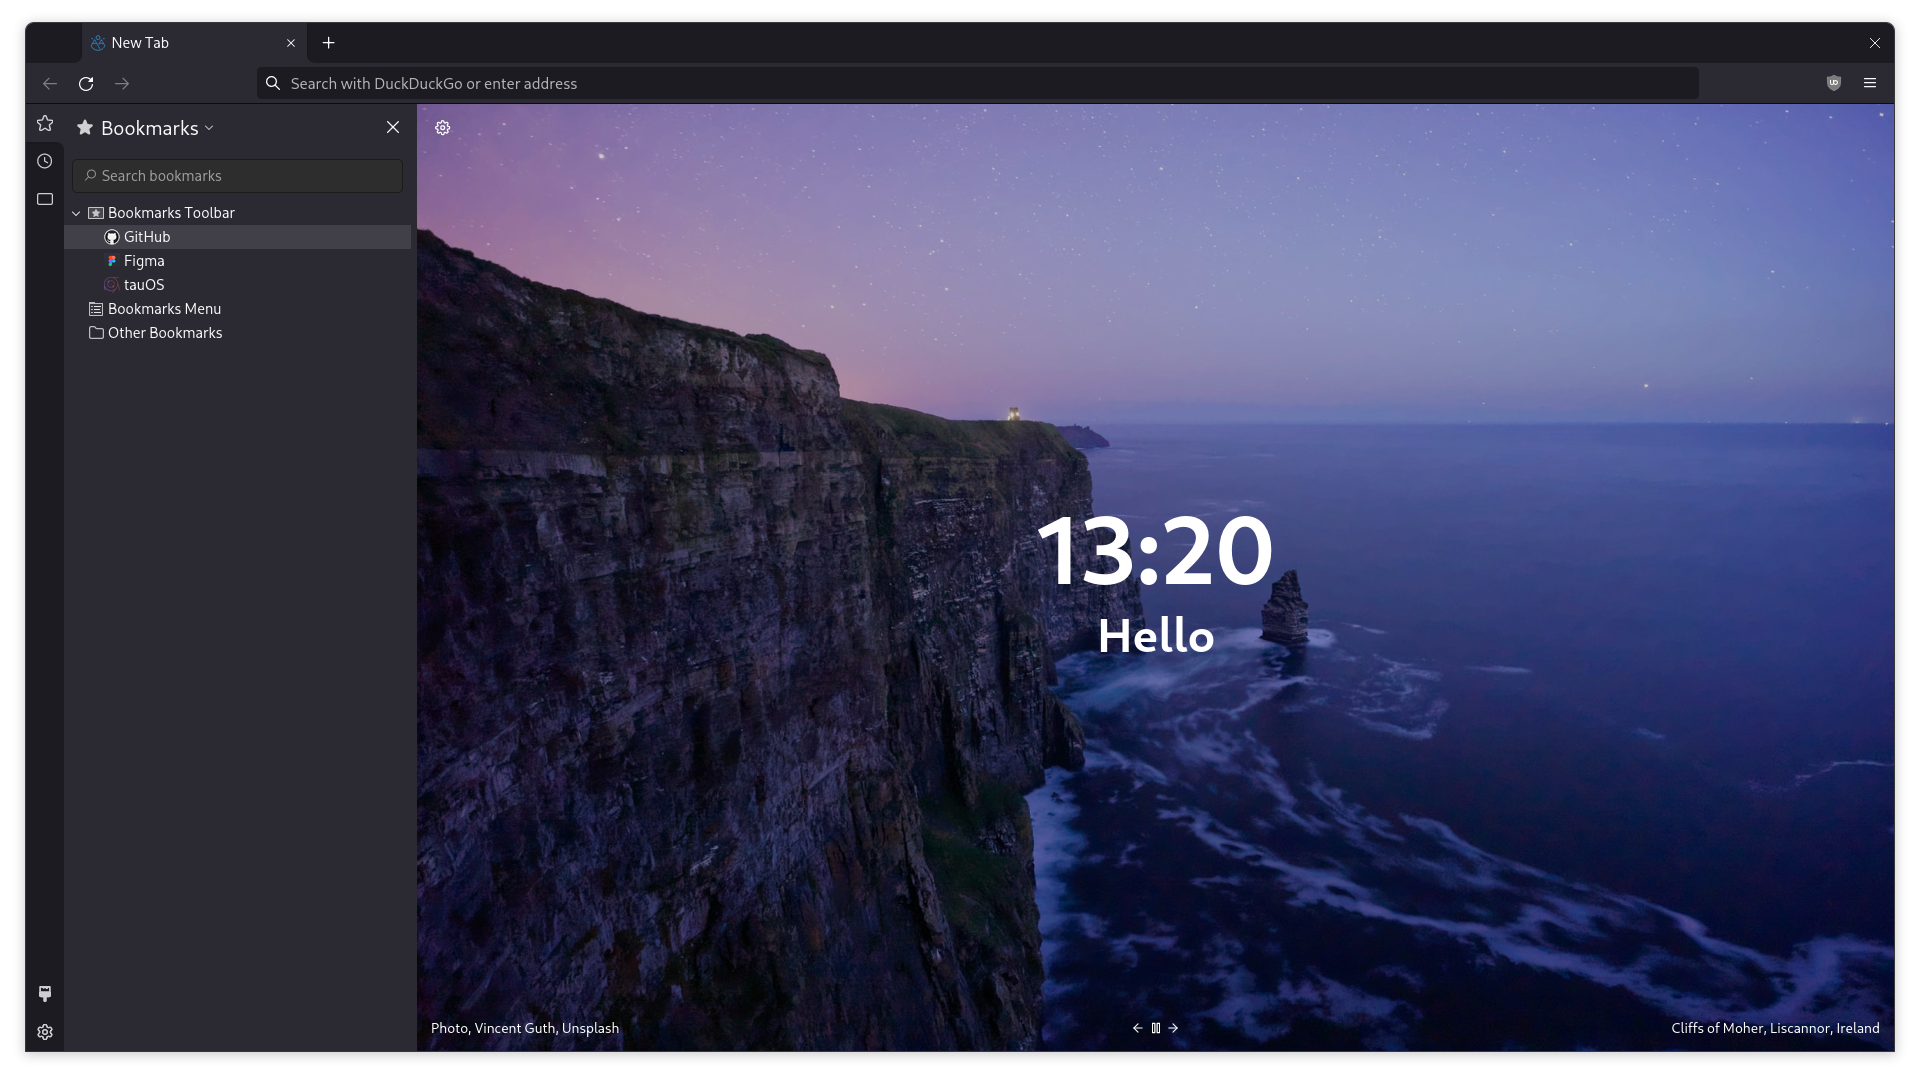 New Tab
Search with DuckDuckGo or enter address
Bookmarks
Search bookmarks
Bookmarks Toolbar
GitHub
Figma
tauOS
Bookmarks Menu
Other Bookmarks
13:20
Hello
Photo, Vincent Guth, Unsplash
Cliffs of Moher, Liscannor, Ireland